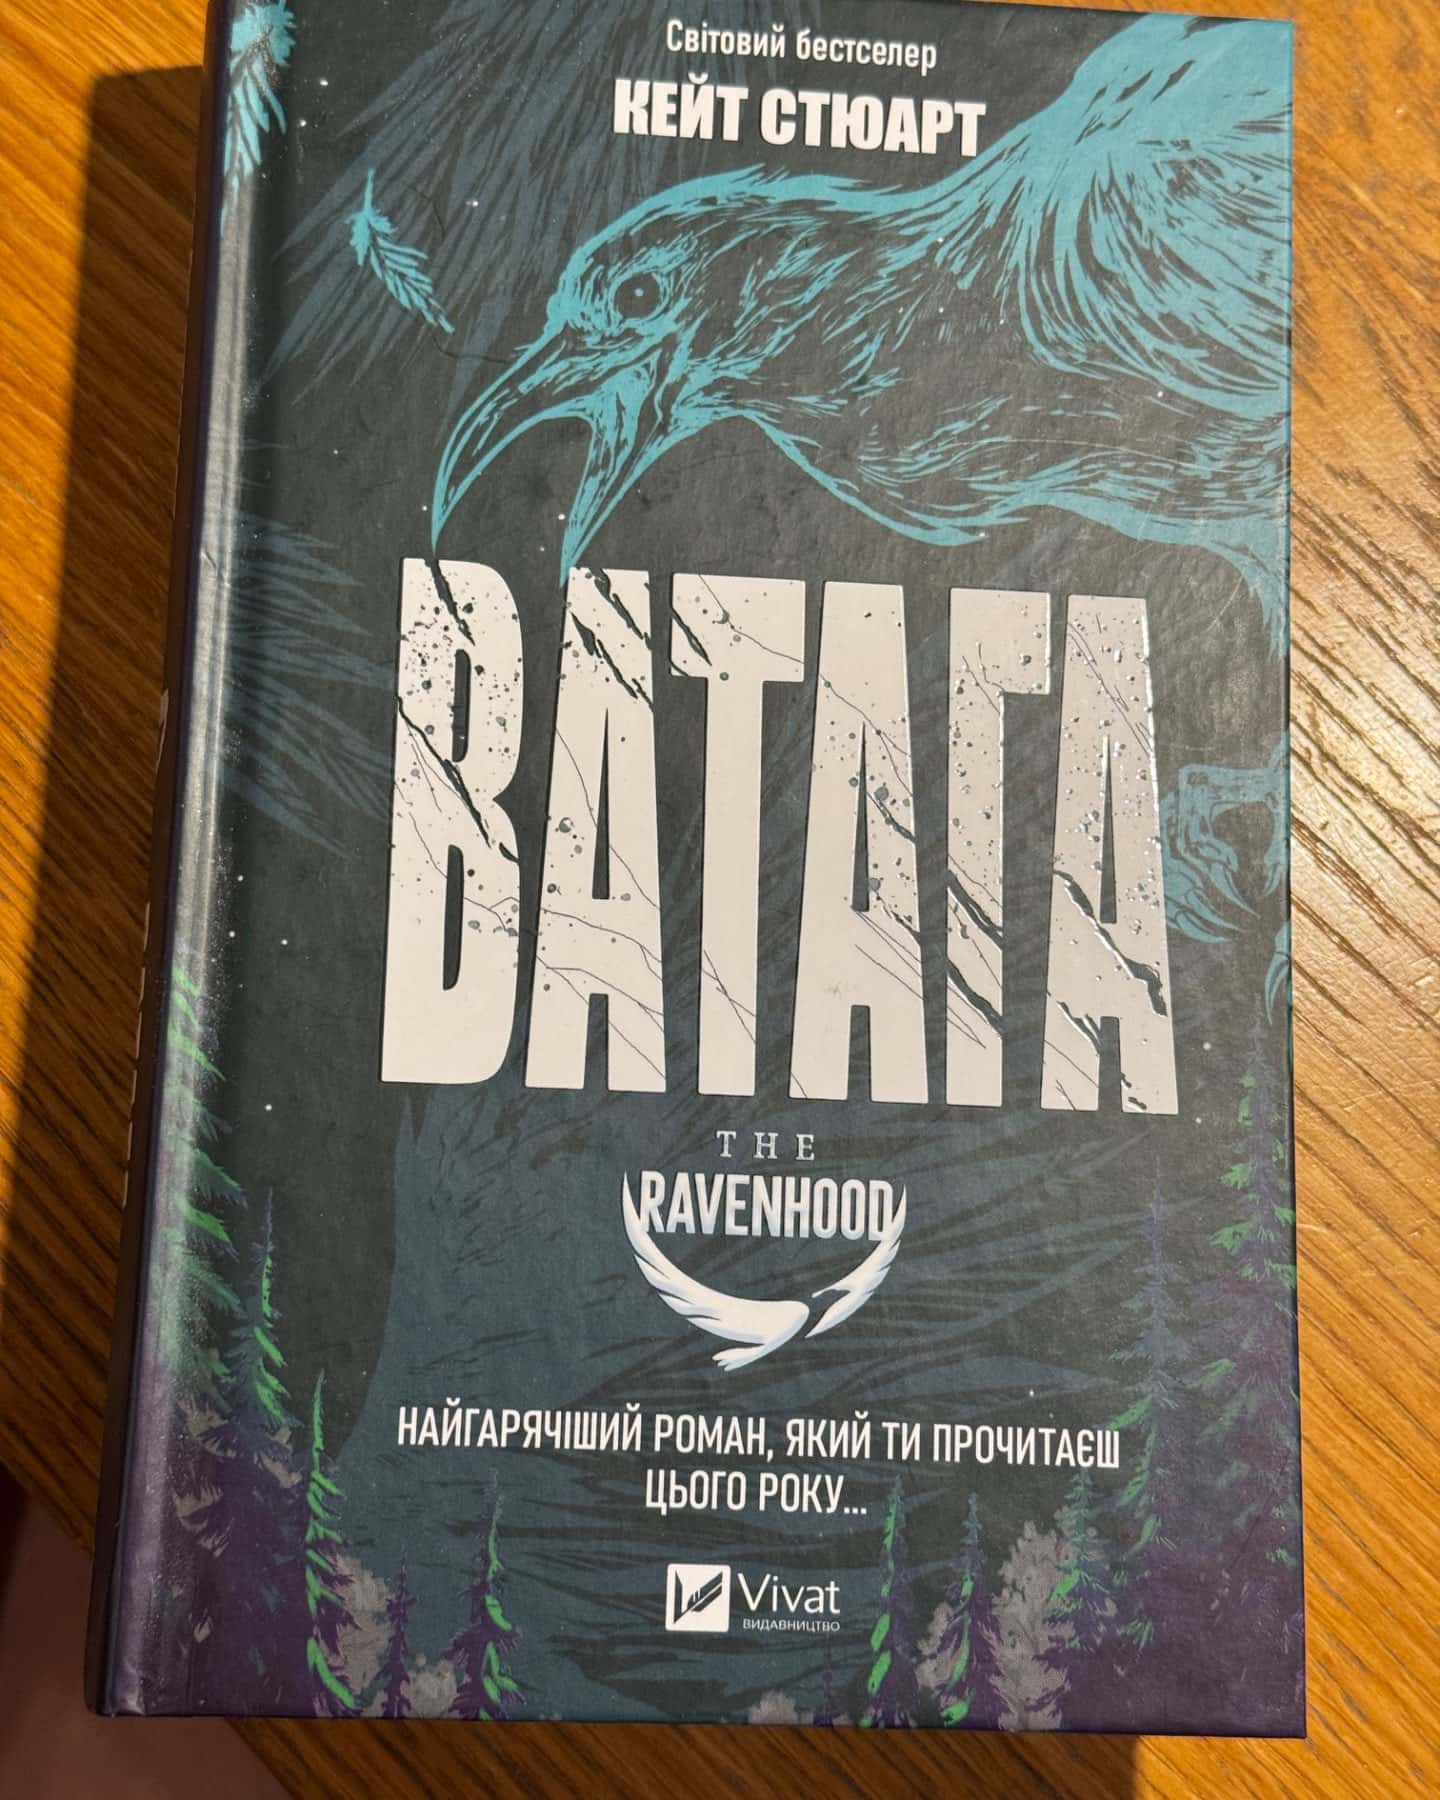 Світовий бестселер
КЕЙТ СТЮАРТ
ВАТАГА
THE
RAVENHOOD
НАЙГАРЯЧІШИЙ РОМАН, ЯКИЙ ТИ ПРОЧИТАЄШ
ЦЬОГО РОКУ...
Vivat
ВИДАВНИЦТВО